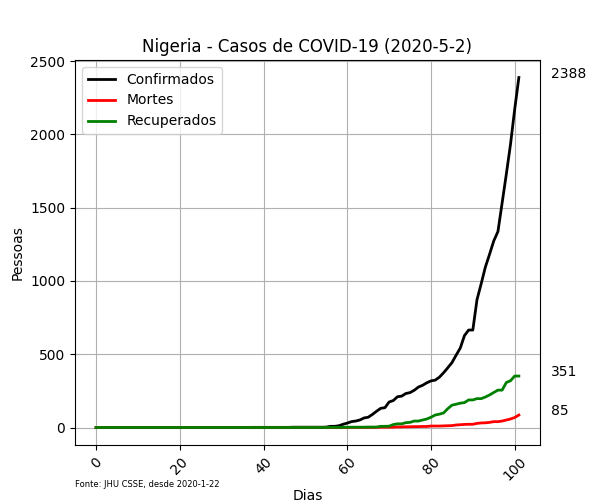 Nigeria - Casos de COVID-19 (2020-5-2)
Confirmados
Mortes
Recuperados
2500
2000
1500
1000
500
0
Pessoas
2388
351
85
0
20
40
60
80
100
Dias
Fonte: JHU CSSE, desde 2020-1-22